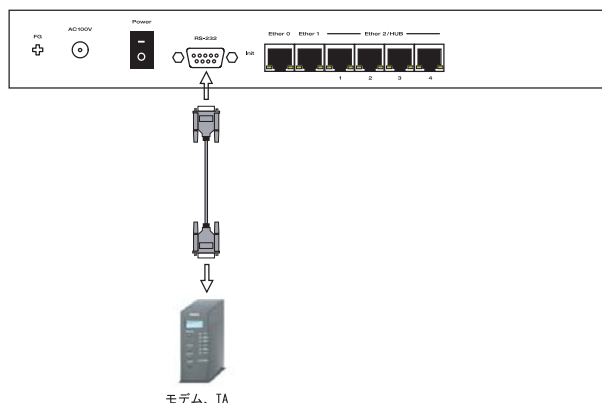 FG
AC100V
Power
RS-232
Init
Ether 0
Ether 1
Ether 2/HUB
1
2
3
4
モデム、TA